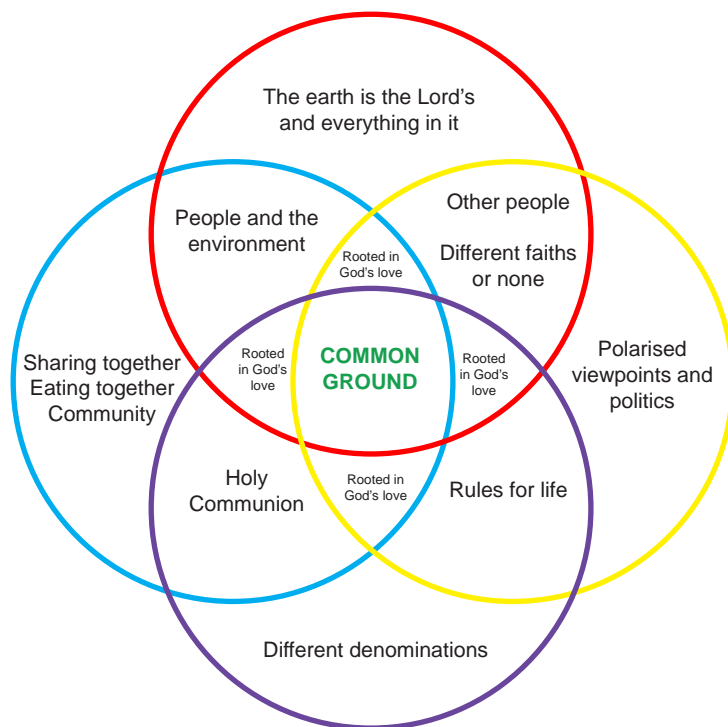 The earth is the Lord's
and everything in it
People and the
environment
Other people
Different faiths
or none
Rooted in
God's love
Sharing together
Eating together
Community
Rooted
in God's
love
COMMON
GROUND
Rooted
in God's
love
Polarised
viewpoints and
politics
Holy
Communion
Rooted in
God's love
Rules for life
Different denominations